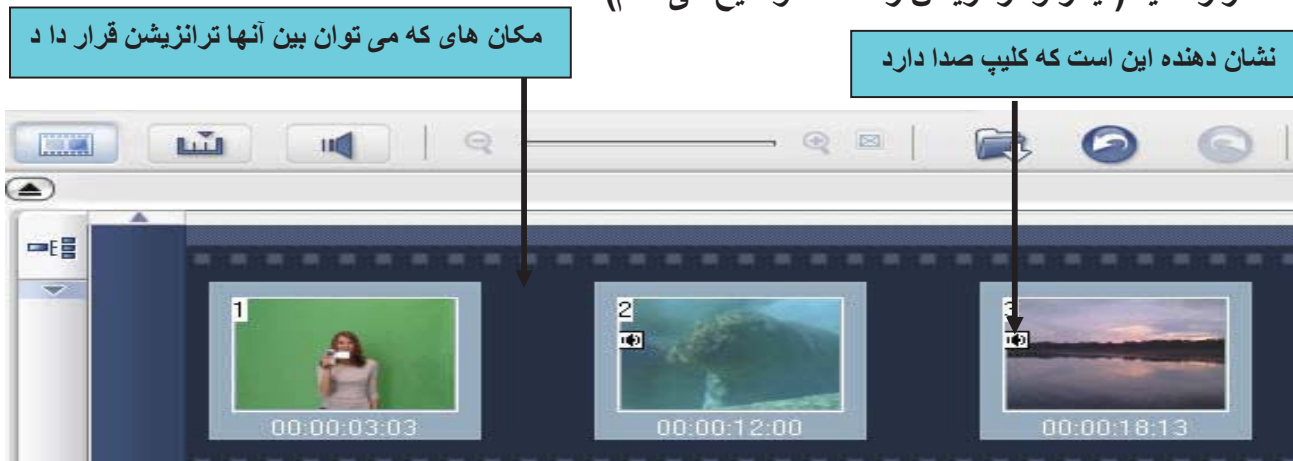 مکان های که می توان بین آنها ترانزیشن قرار دا د
نشان دهنده این است که کلیپ صدا دارد
E
1
2
3
00:00:03:03
00:00:12:00
00:00:18:13